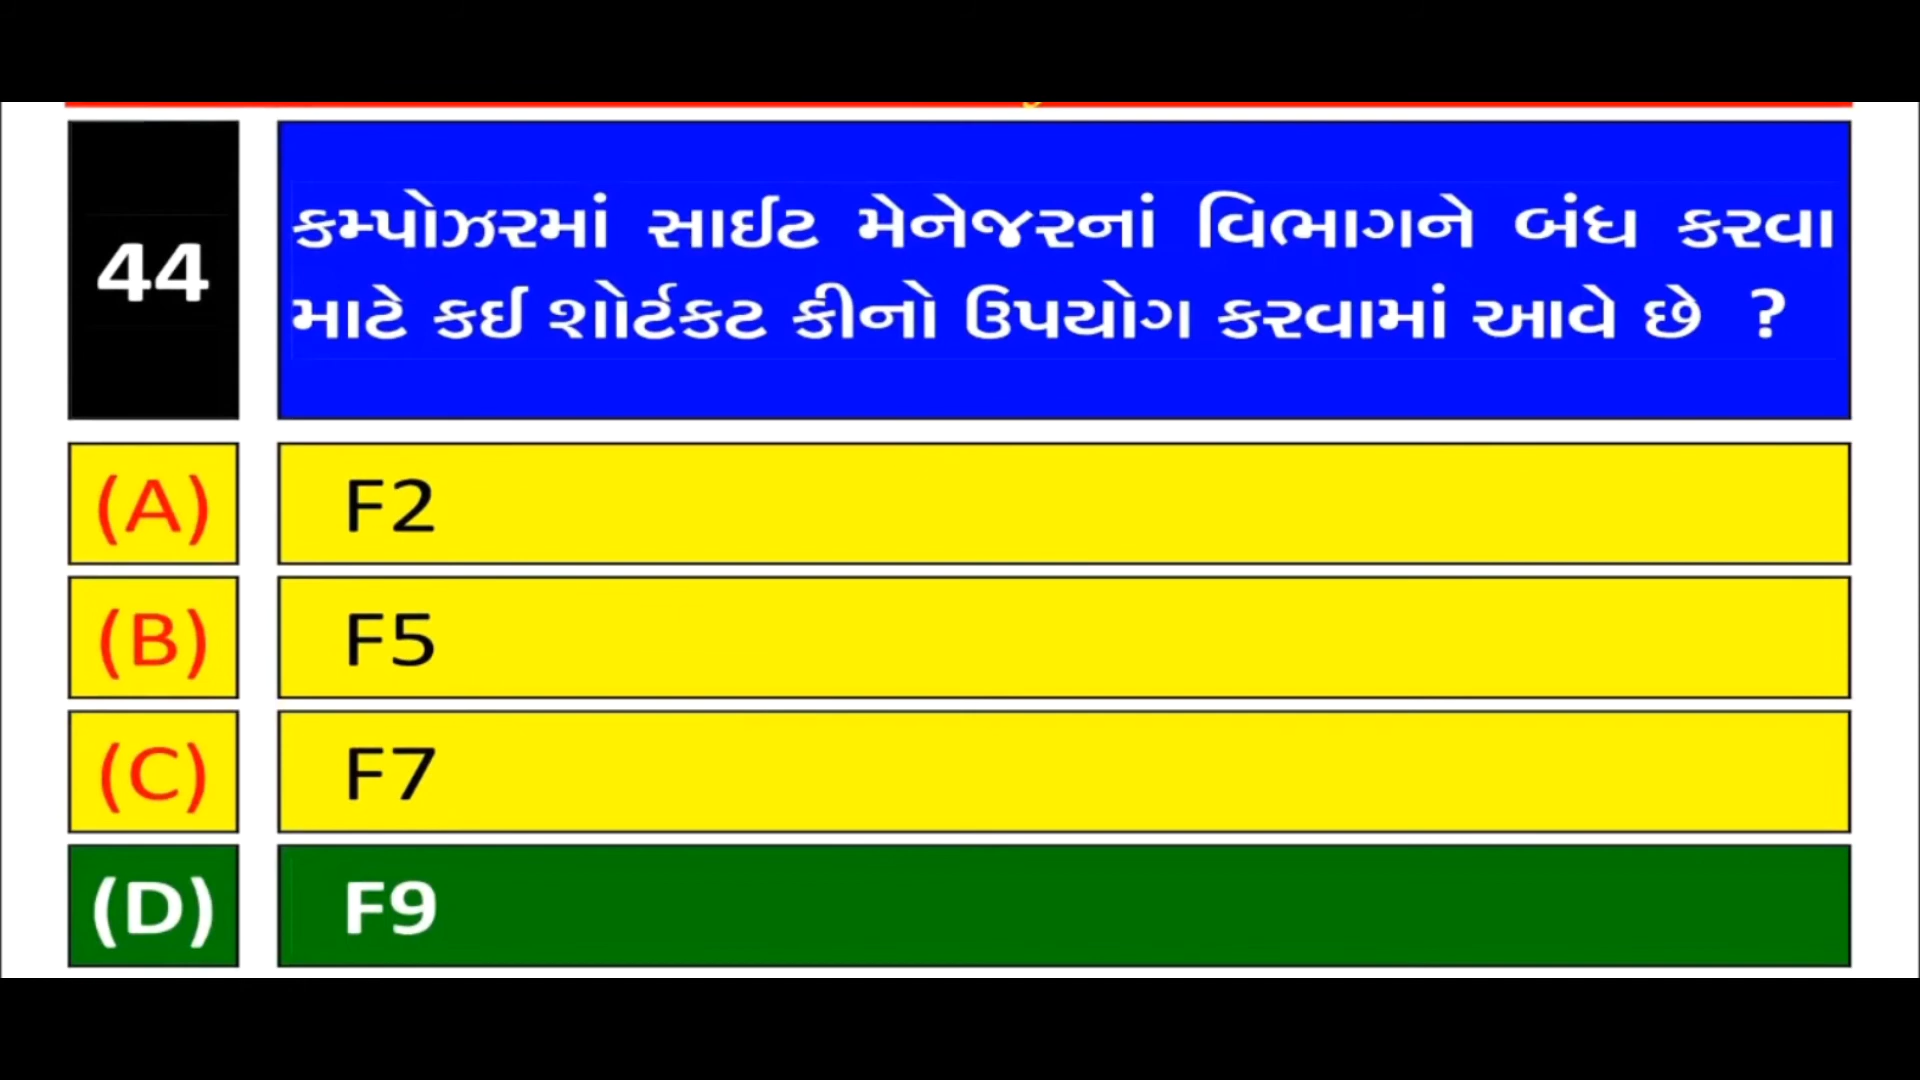 44
કમ્પોઝરમાં સાઈટ મેનેજરનાં વિભાગને બંધ કરવા
માટે કઈ શોર્ટકટ કીનો ઉપયોગ કરવામાં આવે છે ?
(A) F2
(B) F5
(C) F7
(D) F9